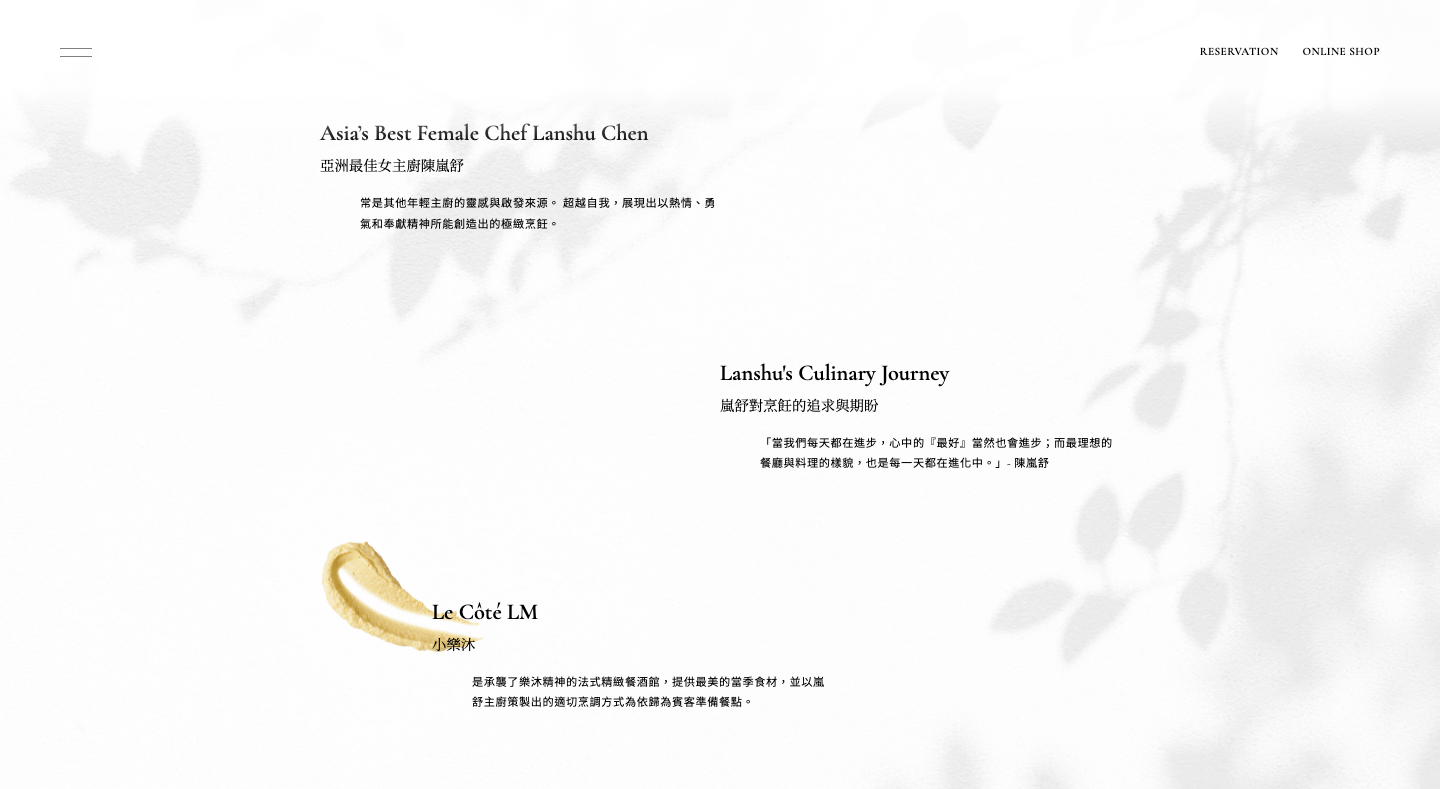 RESERVATION
ONLINE SHOP
Asia’s Best Female Chef Lanshu Chen
亞洲最佳女主廚陳嵐舒
常是其他年輕主廚的靈感與啟發來源。 超越自我，展現出以熱情、勇
氣和奉獻精神所能創造出的極緻烹飪。
Lanshu's Culinary Journey
嵐舒對烹飪的追求與期盼
「當我們每天都在進步，心中的『最好』當然也會進步；而最理想的
餐廳與料理的樣貌，也是每一天都在進化中。」- 陳嵐舒
Le Côté LM
小樂沐
是承襲了樂沐精神的法式精緻餐酒館，提供最美的當季食材，並以嵐
舒主廚策製出的適切烹調方式為依歸為賓客準備餐點。